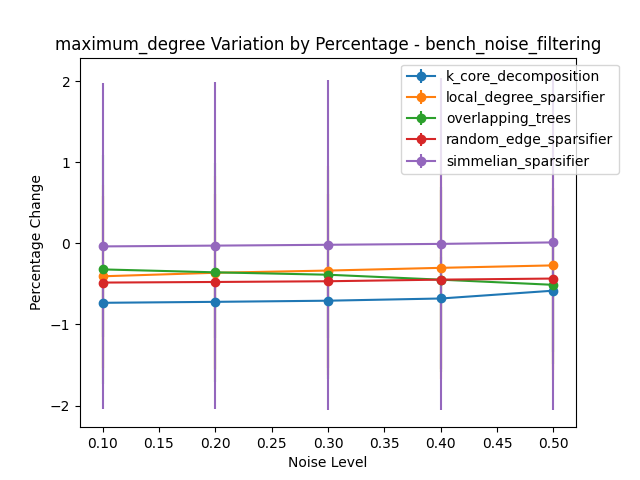 maximum_degree Variation by Percentage - bench_noise_filtering
k_core_decomposition
local_degree_sparsifier
overlapping_trees
random_edge_sparsifier
simmelian_sparsifier
Percentage Change
2
1
0
−1
−2
0.10 0.15 0.20 0.25 0.30 0.35 0.40 0.45 0.50
Noise Level